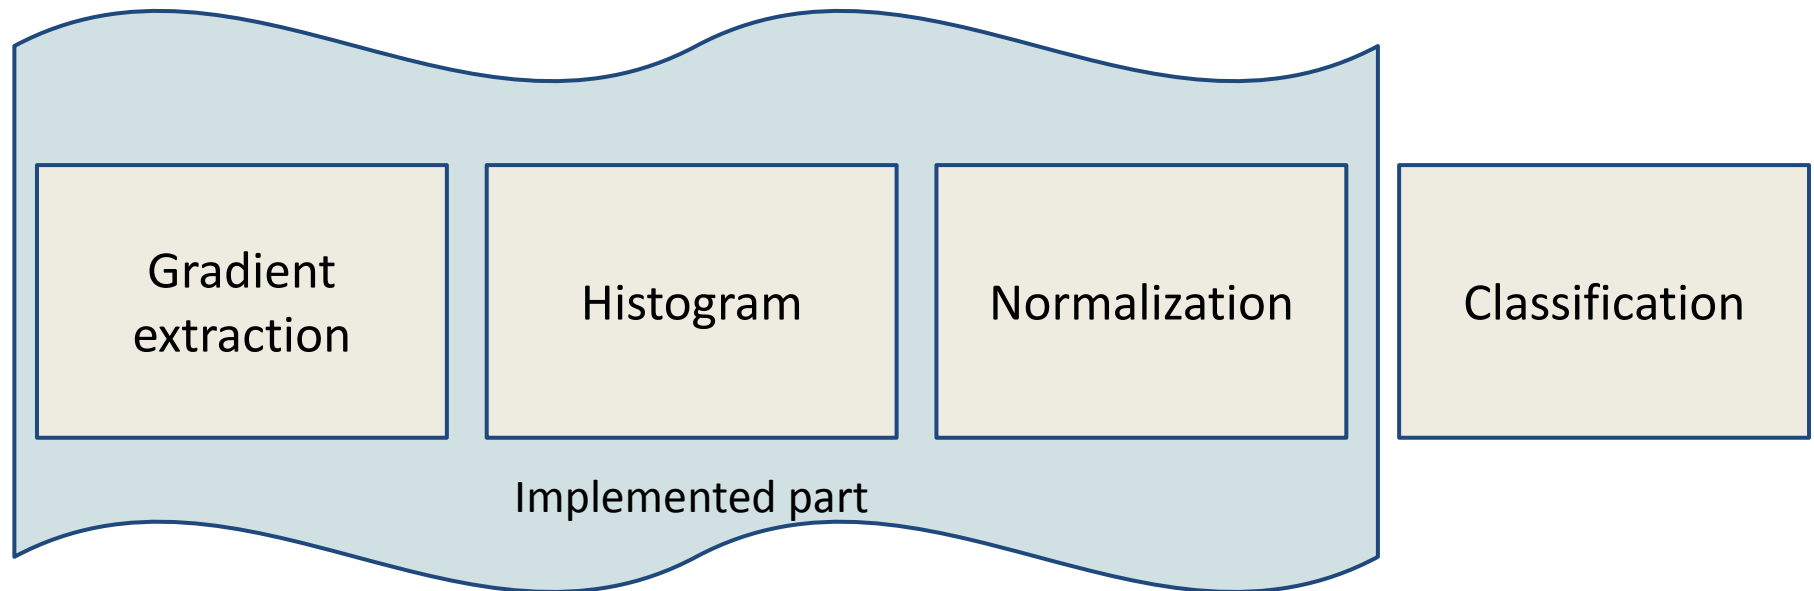 Gradient
extraction
Histogram
Normalization
Classification
Implemented part